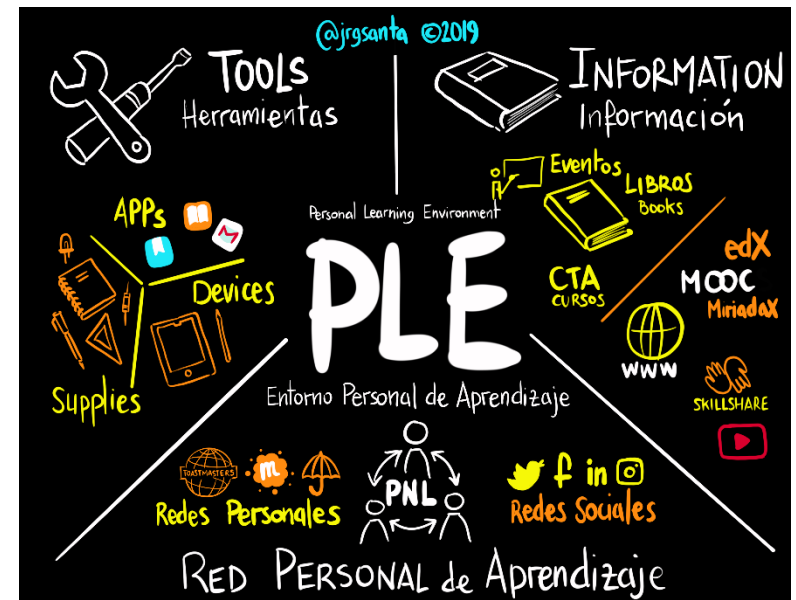 @jrgsanta ©2019
TOOLS
Herramientas
INFORMATION
Información
Eventos
LIBROS
Books
CTA
CURSOS
edX
MOOC
MiriadaX
WWW
SKILLSHARE
APPs
M
Devices
Supplies
Personal Learning Environment
PLE
Entorno Personal de Aprendizaje
TOASTMASTERS
m
Redes Personales
PNL
f in
Redes Sociales
RED PERSONAL de Aprendizaje